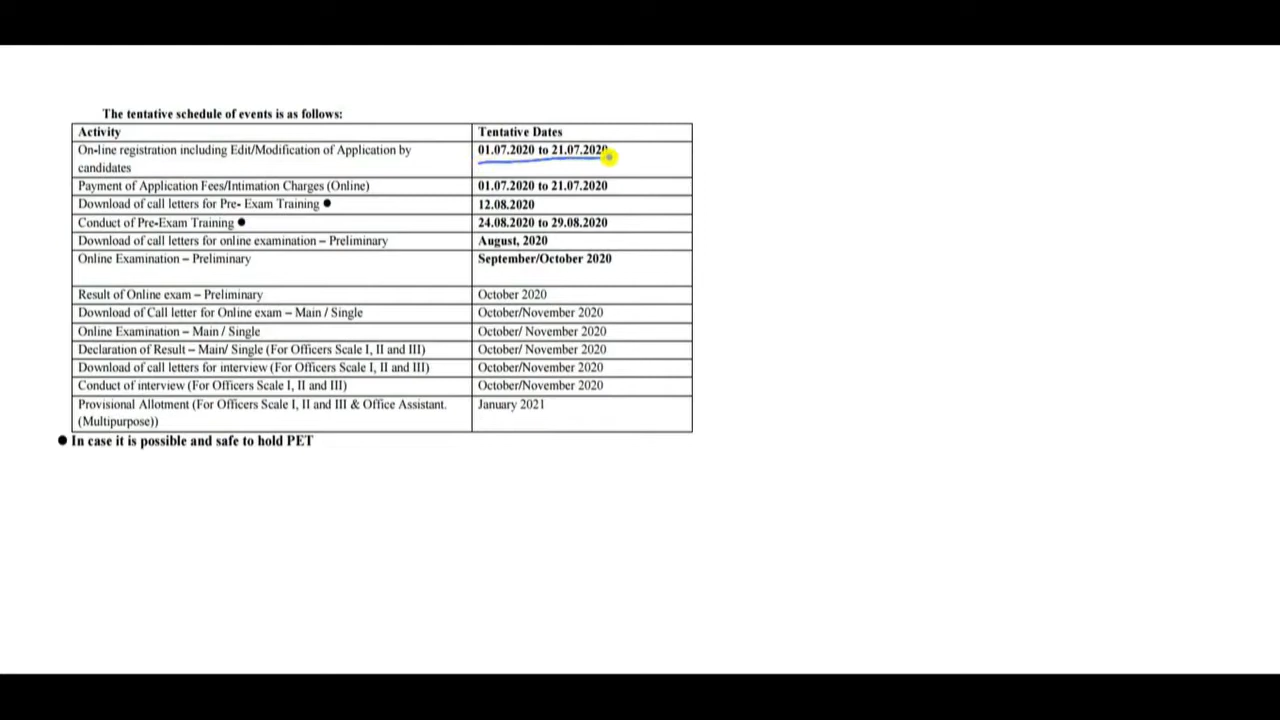 The tentative schedule of events is as follows:
Activity Tentative Dates
On-line registration including Edit/Modification of Application by 01.07.2020 to 21.07.2020
candidates
Payment of Application Fees/Intimation Charges (Online) 01.07.2020 to 21.07.2020
Download of call letters for Pre- Exam Training ● 12.08.2020
Conduct of Pre-Exam Training ● 24.08.2020 to 29.08.2020
Download of call letters for online examination – Preliminary August, 2020
Online Examination – Preliminary September/October 2020
Result of Online exam – Preliminary October 2020
Download of Call letter for Online exam – Main / Single October/November 2020
Online Examination – Main / Single October/ November 2020
Declaration of Result – Main/ Single (For Officers Scale I, II and III) October/ November 2020
Download of call letters for interview (For Officers Scale I, II and III) October/November 2020
Conduct of interview (For Officers Scale I, II and III) October/November 2020
Provisional Allotment (For Officers Scale I, II and III & Office Assistant. January 2021
(Multipurpose))
● In case it is possible and safe to hold PET